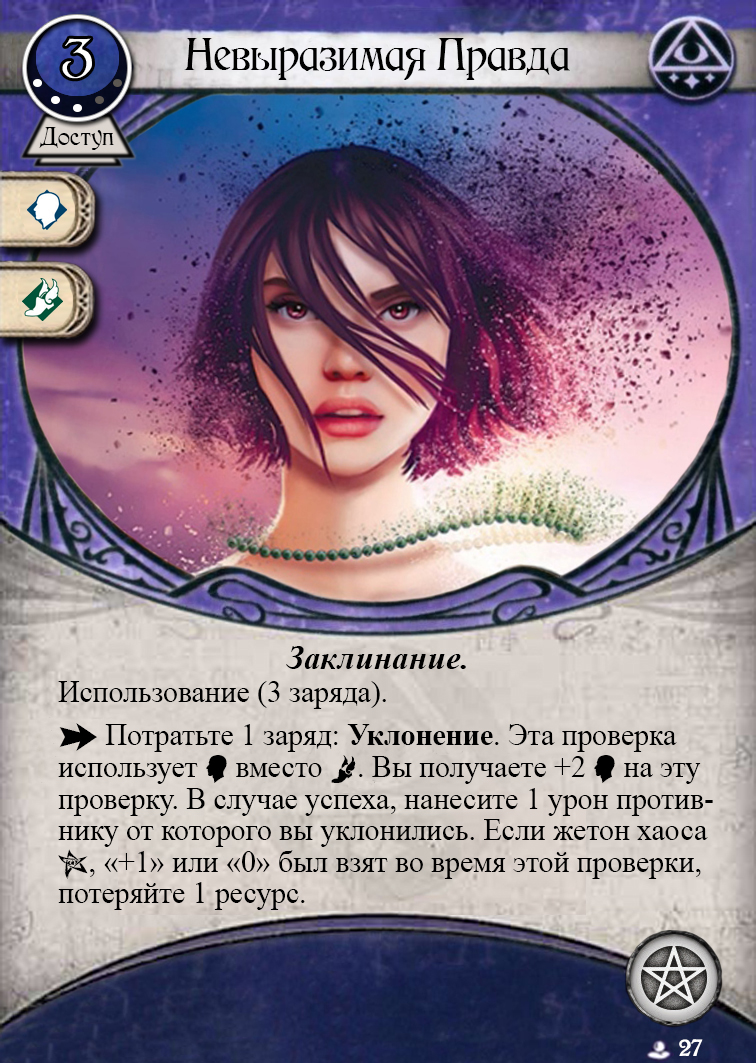 3
Невыразимая Правда
Доступ
Заклинание.
Использование (3 заряда).
Потратьте 1 заряд: Уклонение. Эта проверка
использует вместо . Вы получаете +2 на эту
проверку. В случае успеха, нанесите 1 урон против-
нику от которого вы уклонились. Если жетон хаоса
, «+1» или «0» был взят во время этой проверки,
потеряйте 1 ресурс.
27